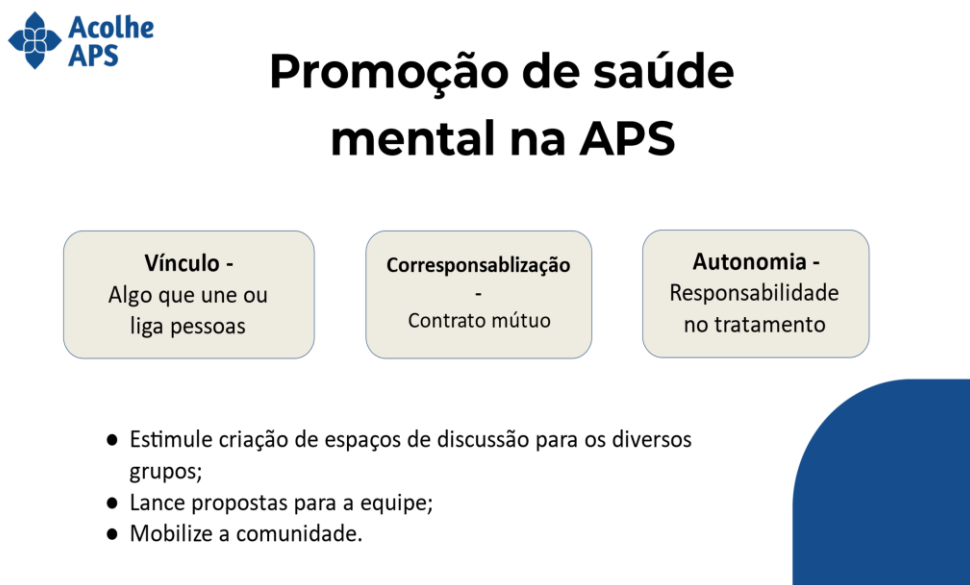 Acolhe
APS
Promoção de saúde
mental na APS
Vínculo -
Algo que une ou
liga pessoas
Corresponsablização
-
Contrato mútuo
Autonomia -
Responsabilidade
no tratamento
● Estimule criação de espaços de discussão para os diversos
grupos;
● Lance propostas para a equipe;
● Mobilize a comunidade.